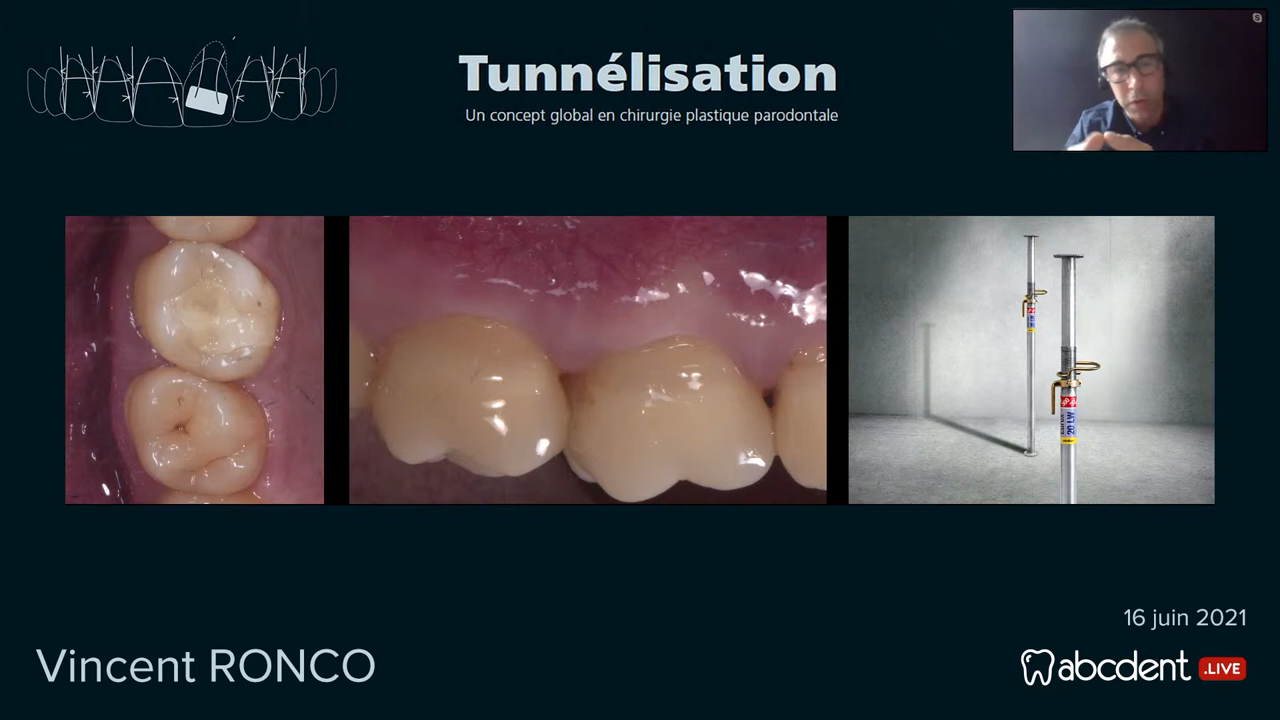 Tunnélisation
Un concept global en chirurgie plastique parodontale
16 juin 2021
Vincent RONCO
abcdent .LIVE